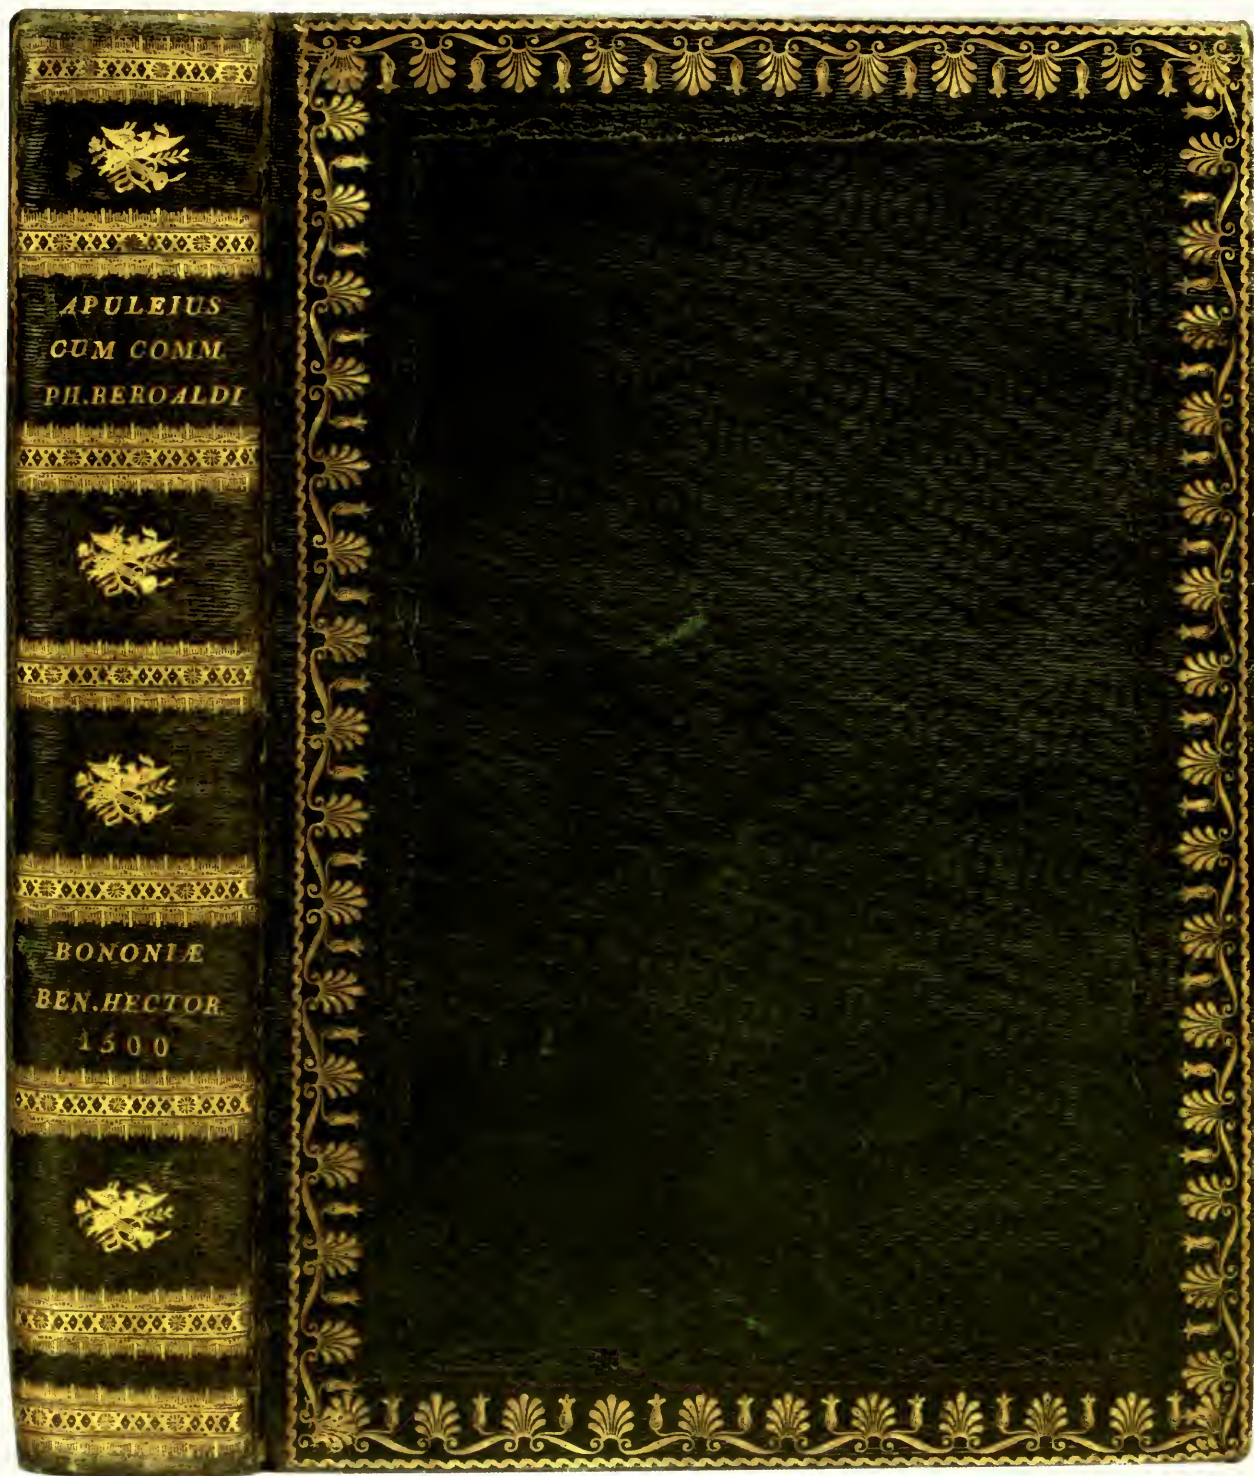 APULEIUS
CUM COMM.
PH.BEROALDI
BONONIÆ
BEN.HECTOR
1500